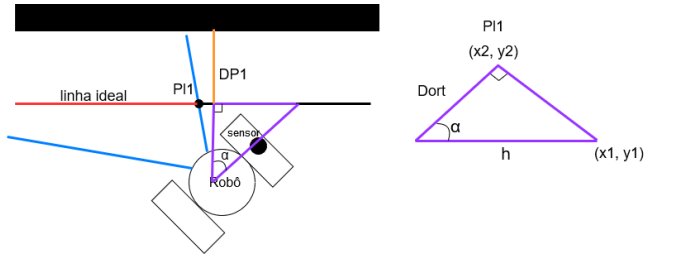 PI1
DP1
linha ideal
sensor
α
Robô
PI1
(x2, y2)
Dort
α
h
(x1, y1)